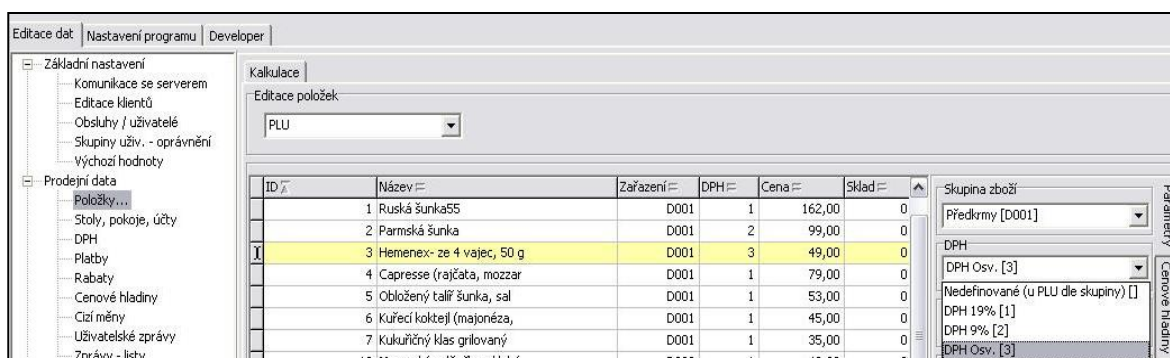 Editace dat Nastavení programu Developer
Základní nastavení
Komunikace se serverem
Editace klientů
Obsluhy / uživatelé
Skupiny uživ. - oprávnění
Výchozí hodnoty
Prodejní data
Položky...
Stoly, pokoje, účty
DPH
Platby
Rabaty
Cenové hladiny
Cizí měny
Uživatelské zprávy
Zprávy - listy
Kalkulace
Editace položek
PLU
ID Název Zařazení DPH Cena Sklad
1 Ruská šunka55 D001 1 162,00 0
2 Parmská šunka D001 2 99,00 0
3 Hemenex- ze 4 vajec, 50 g D001 3 49,00 0
4 Capresse (rajčata, mozzar D001 1 79,00 0
5 Obložený talíř šunka, sal D001 1 53,00 0
6 Kuřecí koktejl (majonéza, D001 1 45,00 0
7 Kukuřičný klas grilovaný D001 1 35,00 0
Skupina zboží
Předkrmy [D001]
DPH
DPH Osv. [3]
Nedefinované (u PLU dle skupiny) []
DPH 19% [1]
DPH 9% [2]
DPH Osv. [3]
Parametry
Cenové hladiny